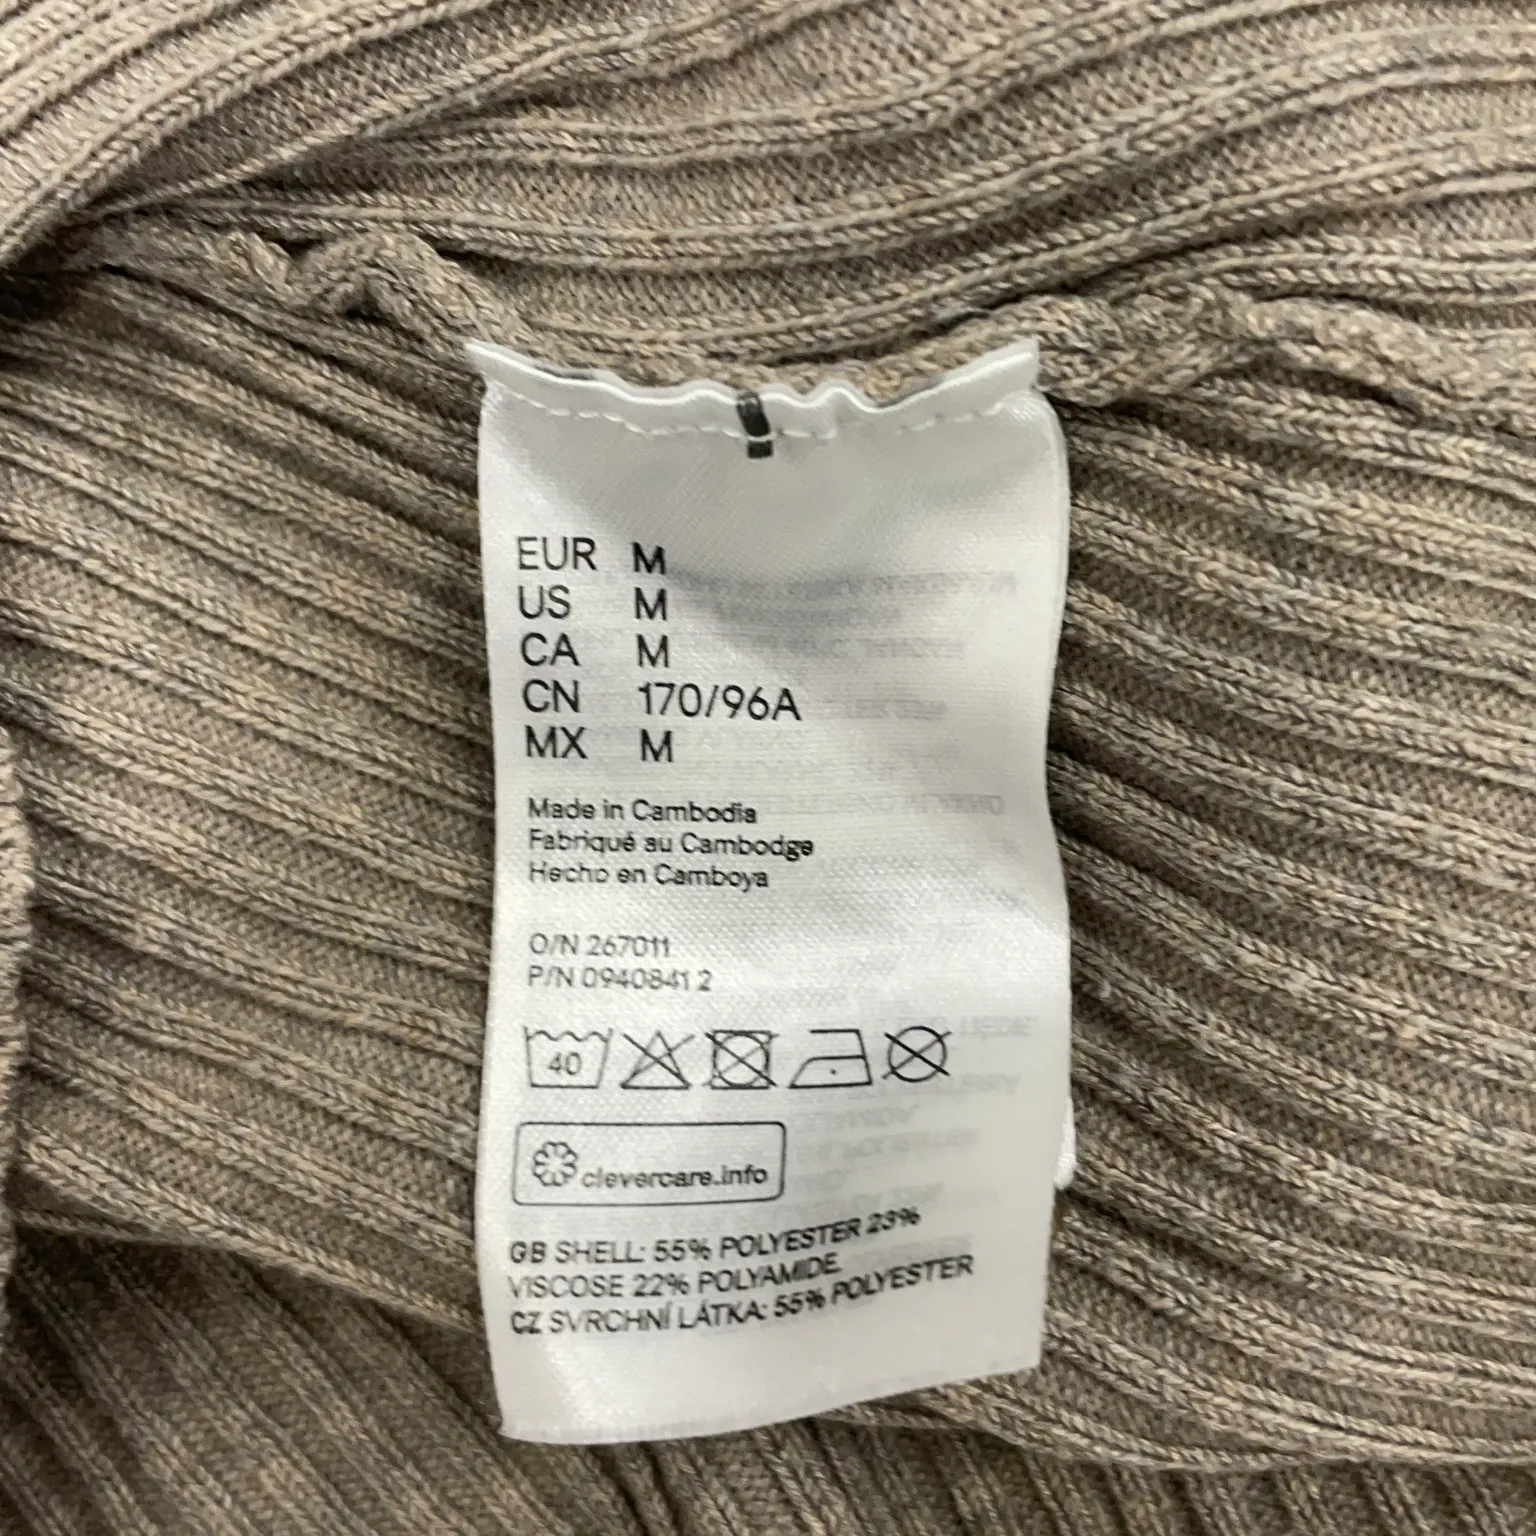 EUR M
US M
CA M
CN 170/96A
MX M
Made in Cambodia
Fabriqué au Cambodge
Hecho en Camboya
O/N 267011
P/N 0940841 2
40
clevercare.info
GB SHELL: 55% POLYESTER 23%
VISCOSE 22% POLYAMIDE.
CZ SVRCHNÍ LÁTKA: 55% POLYESTER